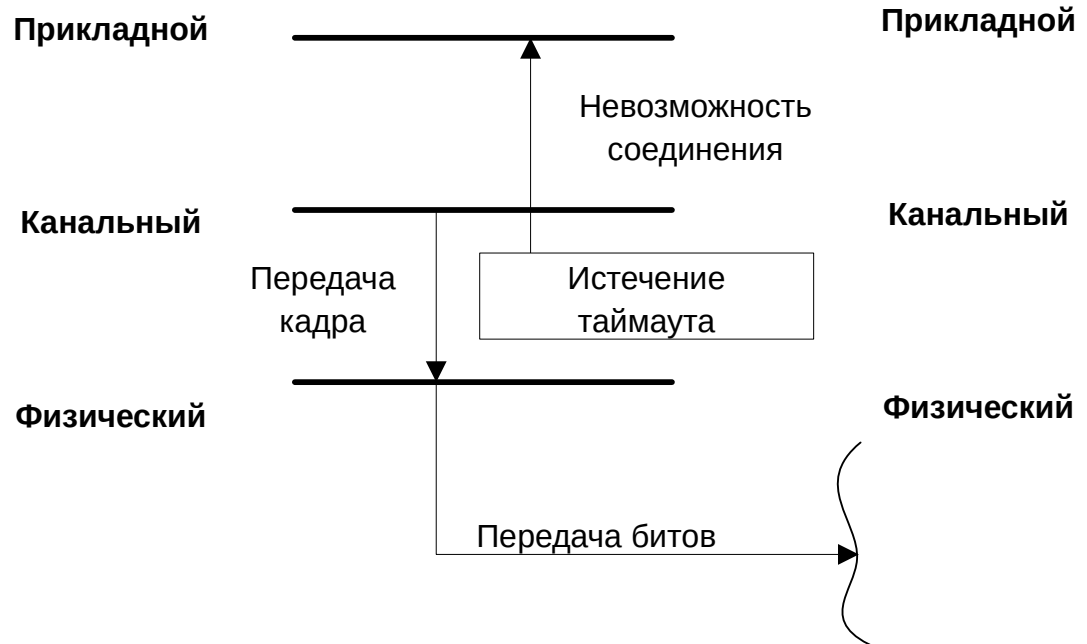 Прикладной
Прикладной
Невозможность
соединения
Канальный
Канальный
Передача
кадра
Истечение
таймаута
Физический
Физический
Передача битов